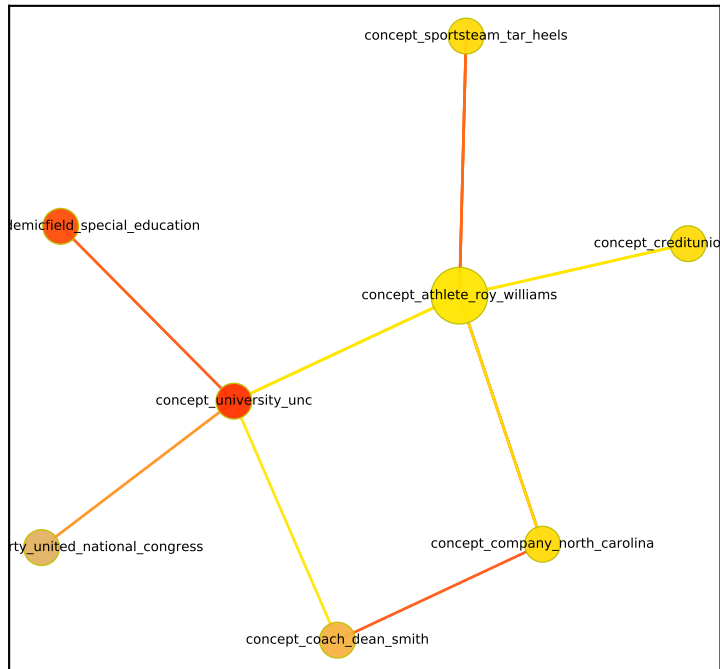 concept_sportsteam_tar_heels
demicfield_special_education
concept_creditunio
concept_athlete_roy_williams
concept_university_unc
rty_united_national_congress
concept_company_north_carolina
concept_coach_dean_smith